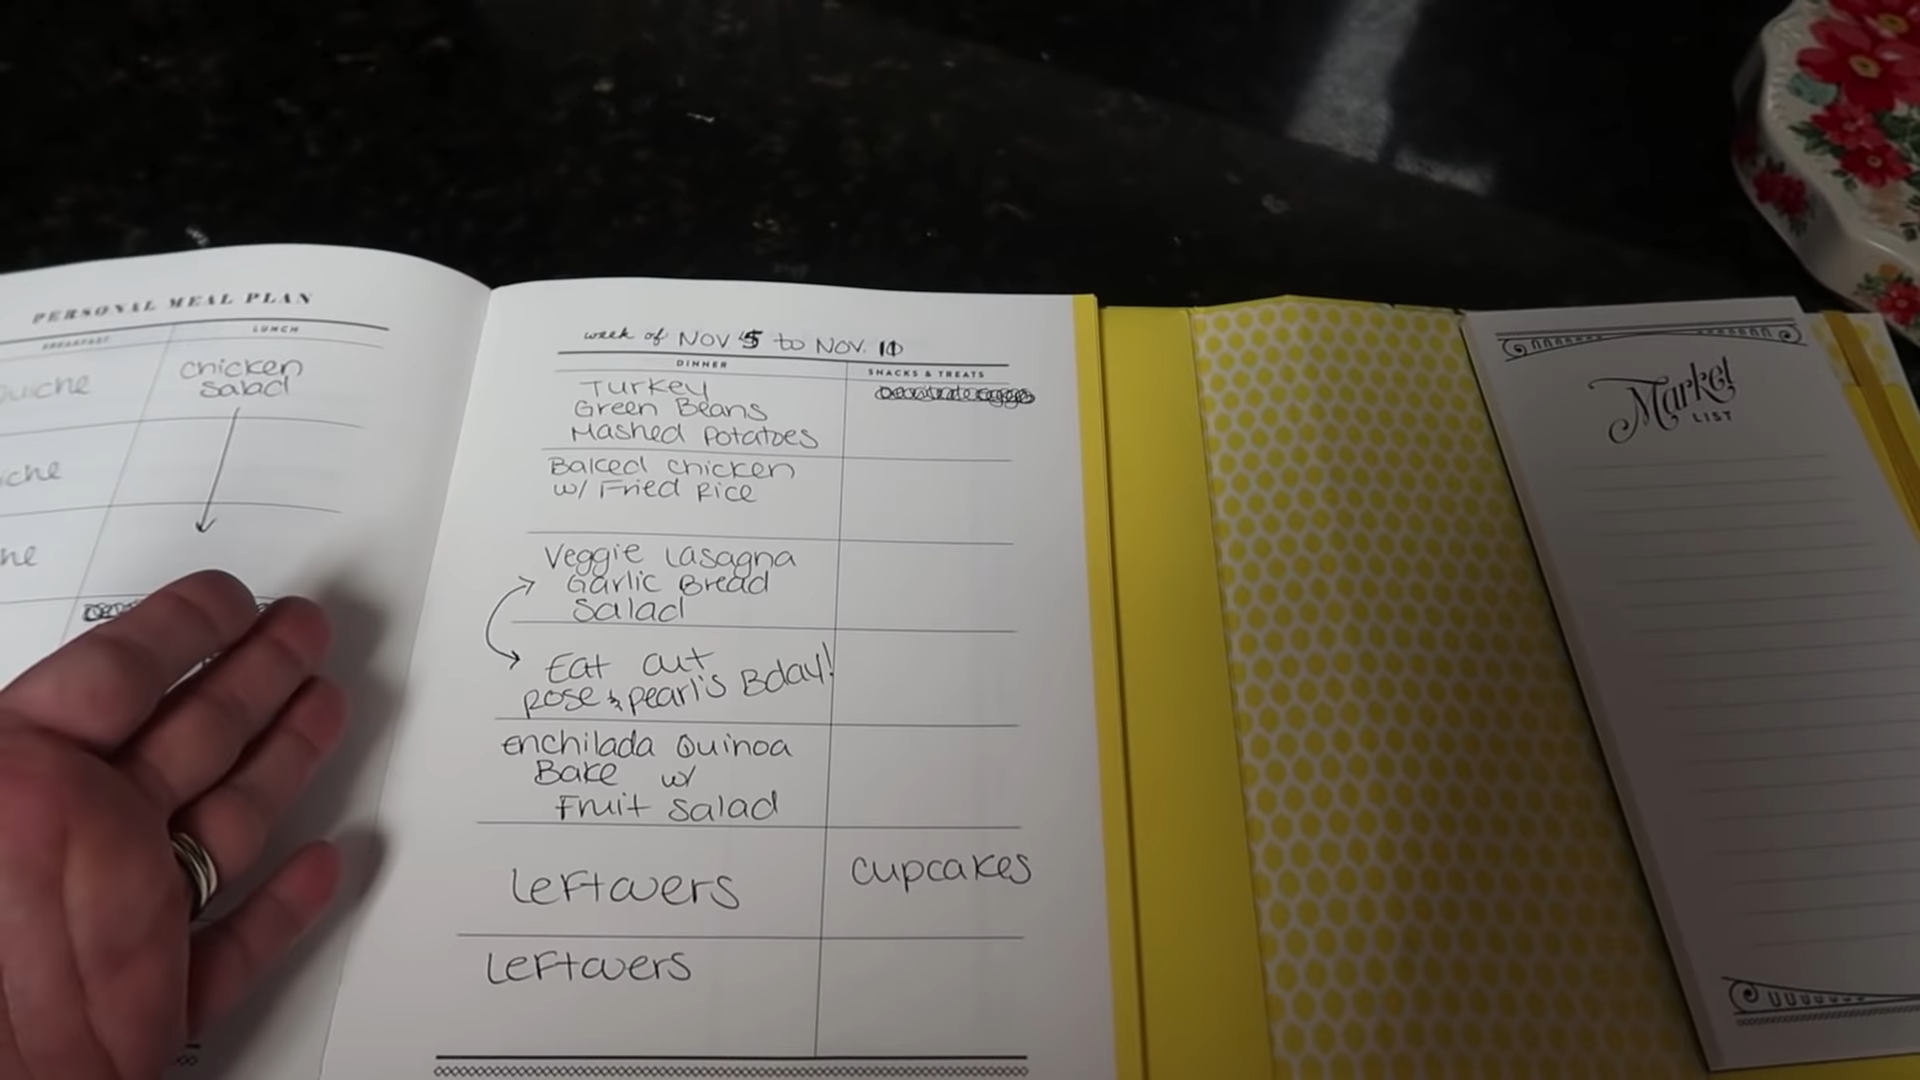 PERSONAL MEAL PLAN
BREAKFAST
LUNCH
chicken
salad
week of NOV 5 to NOV. 10
DINNER
SNACKS & TREATS
Turkey
Green Beans
Mashed Potatoes
Baked chicken
w/ Fried Rice
Veggie Lasagna
Garlic Bread
Salad
Eat out
Rose & Pearl's Bday!
Enchilada Quinoa
Bake w/
Fruit Salad
Leftovers
cupcakes
Leftovers
Market
LIST